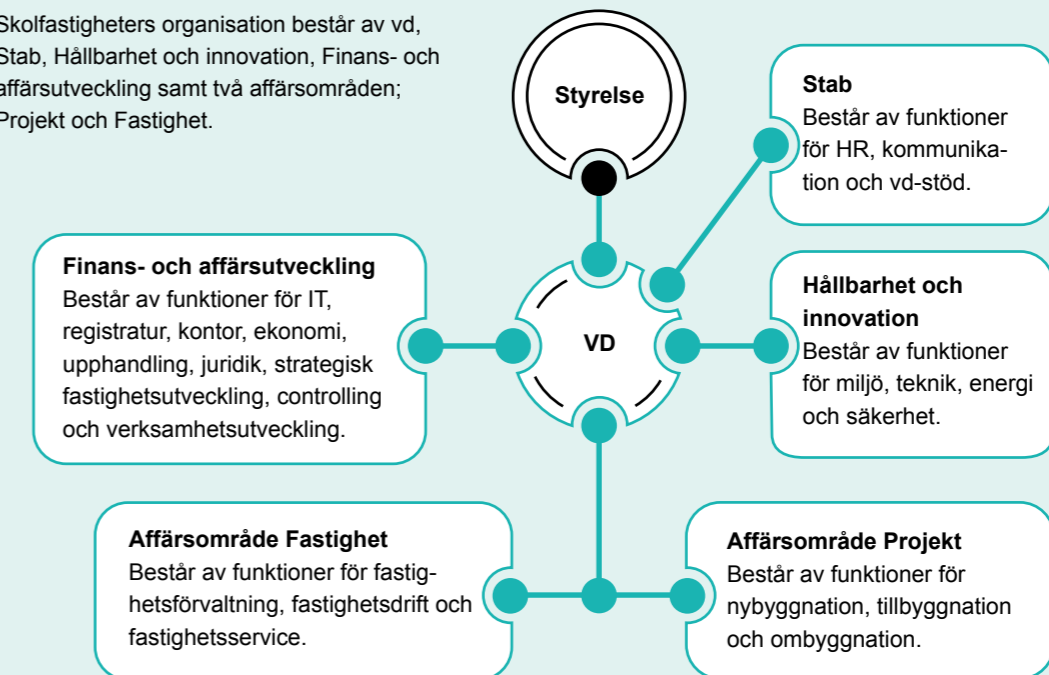 Skolfastigheters organisation består av vd,
Stab, Hållbarhet och innovation, Finans- och
affärsutveckling samt två affärsområden;
Projekt och Fastighet.
Styrelse
Stab
Består av funktioner
för HR, kommunika-
tion och vd-stöd.
Finans- och affärsutveckling
Består av funktioner för IT,
registratur, kontor, ekonomi,
upphandling, juridik, strategisk
fastighetsutveckling, controlling
och verksamhetsutveckling.
VD
Hållbarhet och
innovation
Består av funktioner
för miljö, teknik, energi
och säkerhet.
Affärsområde Fastighet
Består av funktioner för fastig-
hetsförvaltning, fastighetsdrift och
fastighetsservice.
Affärsområde Projekt
Består av funktioner för
nybyggnation, tillbyggnation
och ombyggnation.